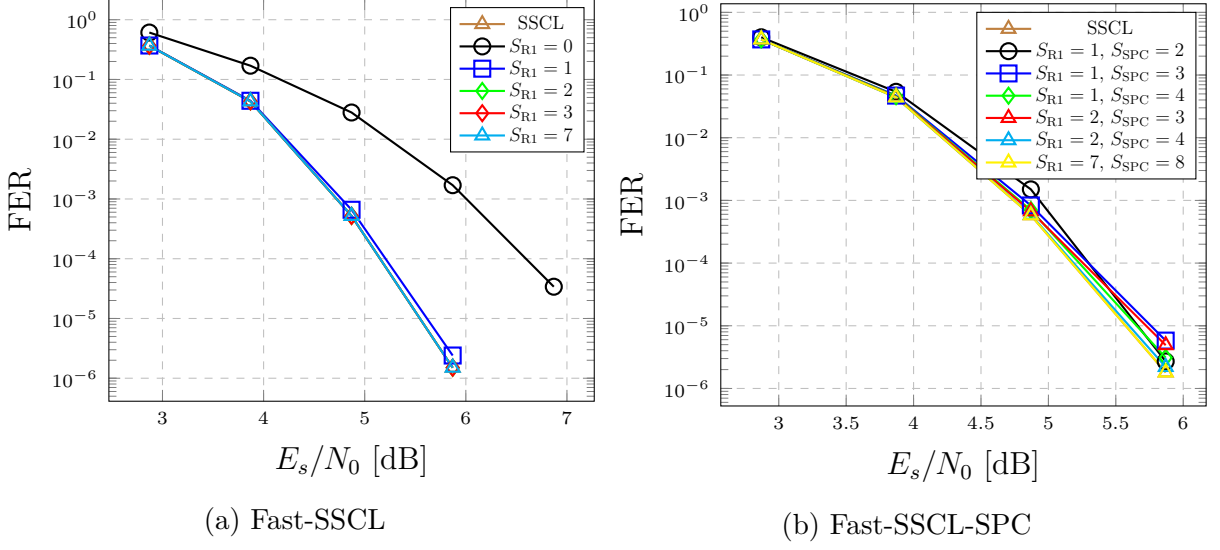 10^0
10^-1
10^-2
10^-3
10^-4
10^-5
10^-6
FER
3
4
5
6
7
E_s/N_0 [dB]
SSCL
S_R1 = 0
S_R1 = 1
S_R1 = 2
S_R1 = 3
S_R1 = 7
(a) Fast-SSCL
10^0
10^-1
10^-2
10^-3
10^-4
10^-5
10^-6
FER
3
3.5
4
4.5
5
5.5
6
E_s/N_0 [dB]
SSCL
S_R1 = 1, S_SPC = 2
S_R1 = 1, S_SPC = 3
S_R1 = 1, S_SPC = 4
S_R1 = 2, S_SPC = 3
S_R1 = 2, S_SPC = 4
S_R1 = 7, S_SPC = 8
(b) Fast-SSCL-SPC